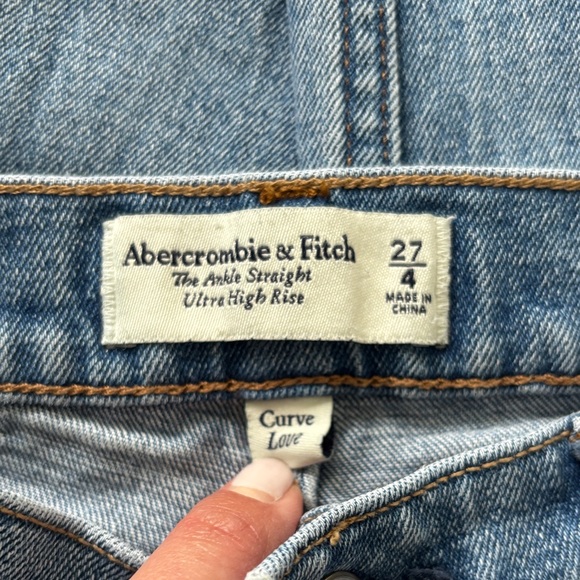 Abercrombie & Fitch
The Ankle Straight
Ultra High Rise
27
4
MADE IN
CHINA
Curve
Love